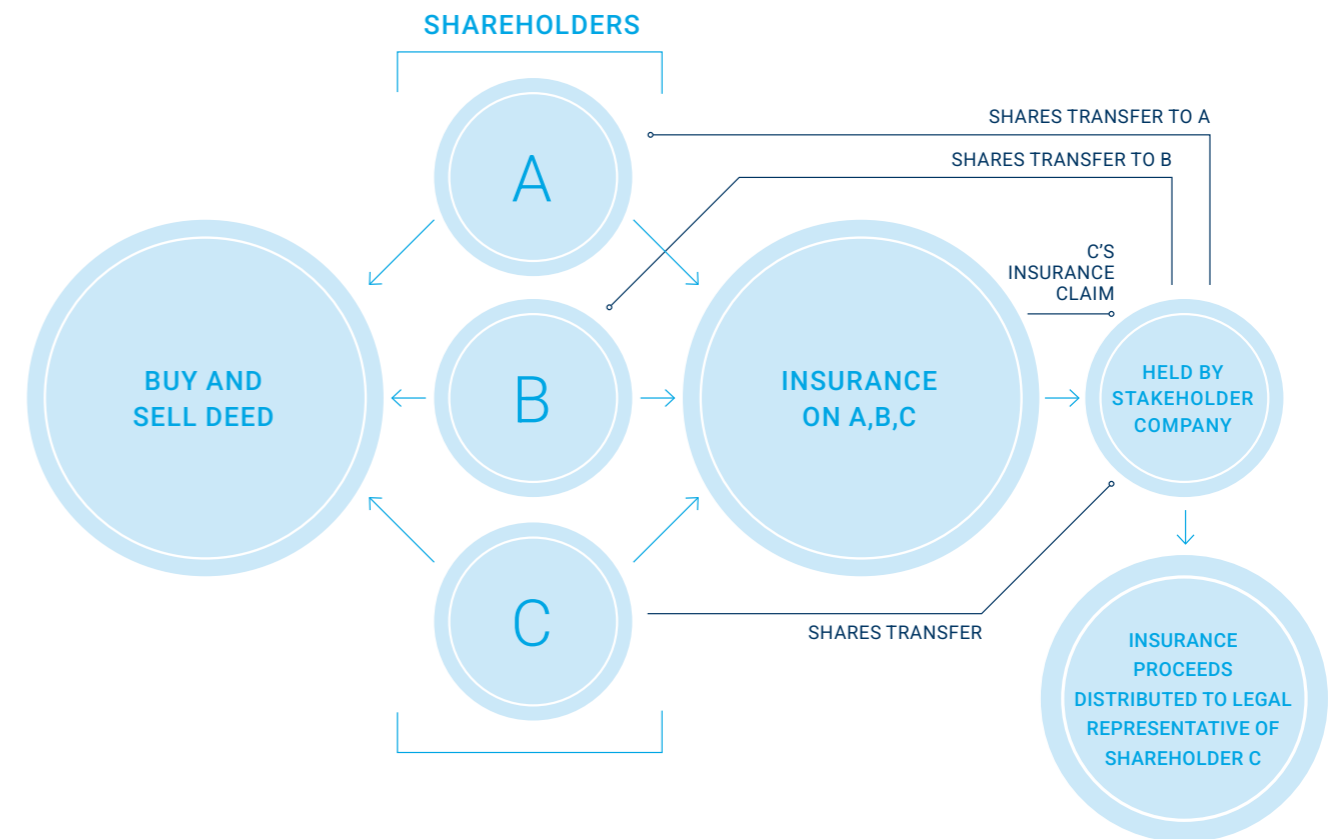 SHAREHOLDERS
A
SHARES TRANSFER TO A
SHARES TRANSFER TO B
BUY AND
SELL DEED
B
INSURANCE
ON A,B,C
C'S
INSURANCE
CLAIM
HELD BY
STAKEHOLDER
COMPANY
C
SHARES TRANSFER
INSURANCE
PROCEEDS
DISTRIBUTED TO LEGAL
REPRESENTATIVE OF
SHAREHOLDER C